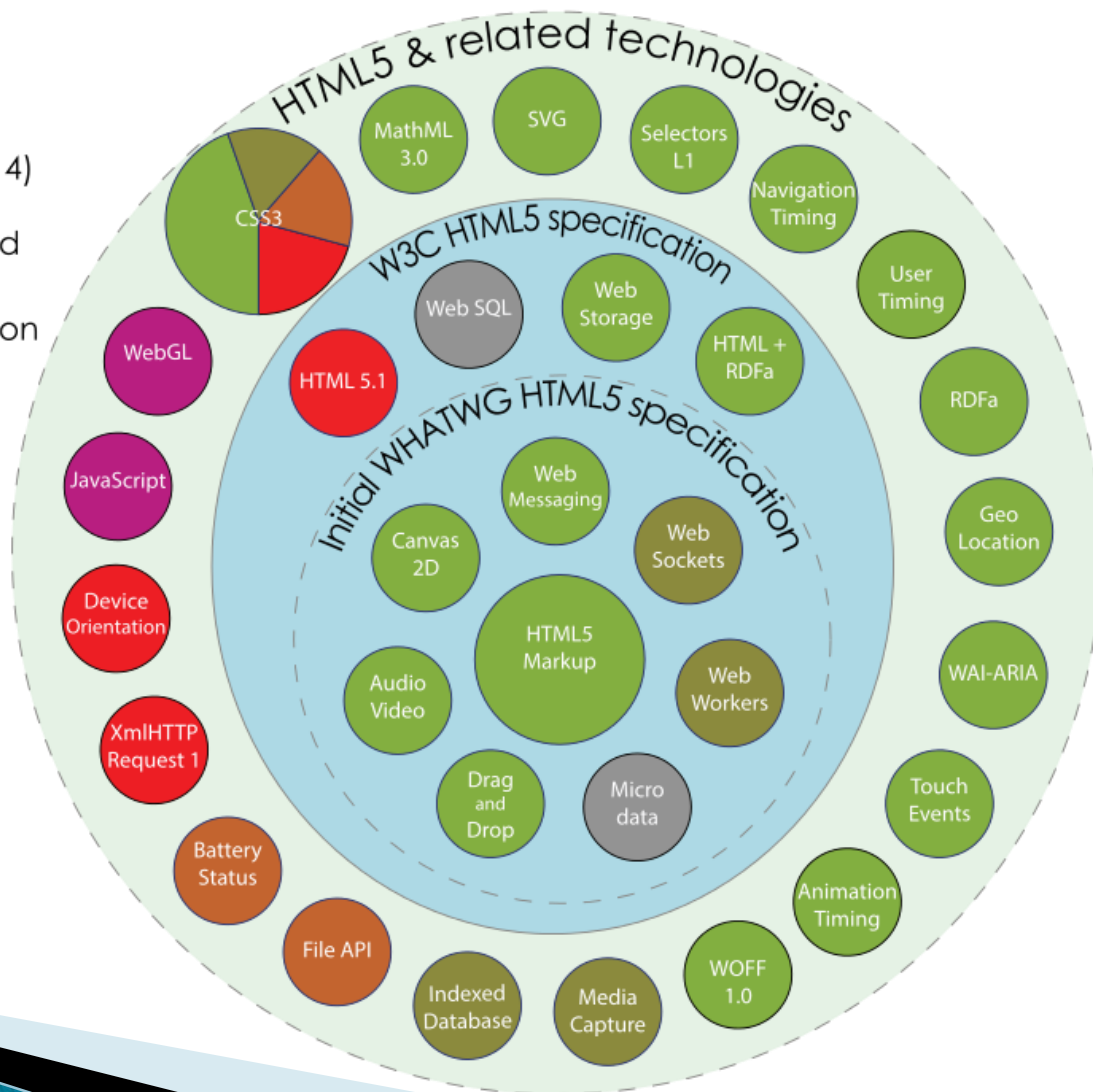 HTML5 & related technologies
4)
d
on
MathML
3.0
SVG
Selectors
L1
Navigation
Timing
CSS3
User
Timing
W3C HTML5 specification
Web SQL
Web
Storage
HTML +
RDFa
WebGL
HTML 5.1
RDFa
Initial WHATWG HTML5 specification
JavaScript
Web
Messaging
Canvas
2D
Web
Sockets
Geo
Location
Device
Orientation
HTML5
Markup
WAI-ARIA
Audio
Video
Web
Workers
XmlHTTP
Request 1
Drag
and
Drop
Micro
data
Touch
Events
Battery
Status
Animation
Timing
File API
WOFF
1.0
Indexed
Database
Media
Capture